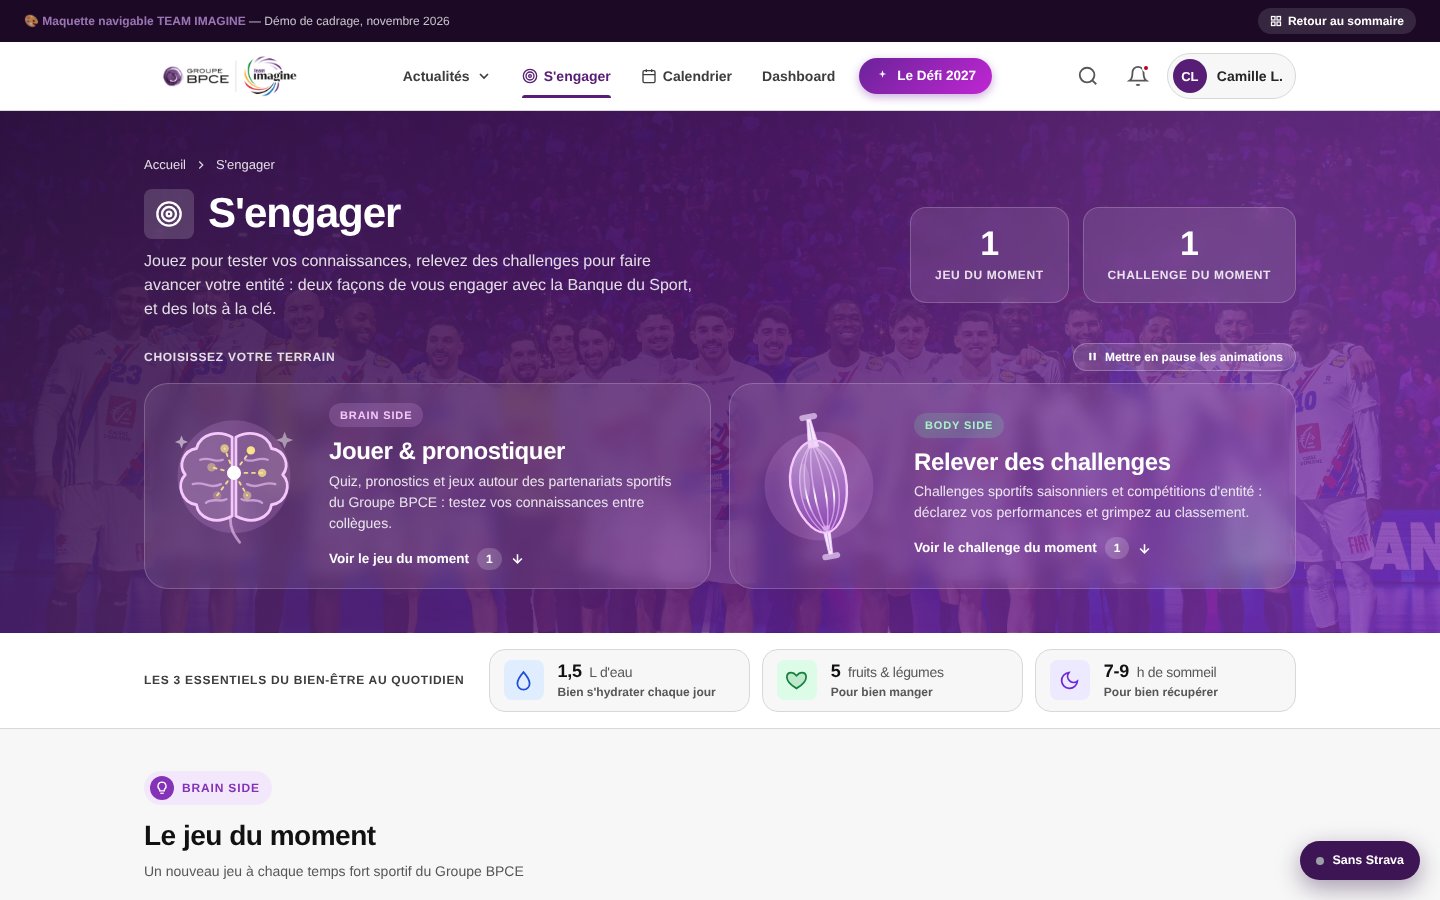 🎨 Maquette navigable TEAM IMAGINE — Démo de cadrage, novembre 2026
Retour au sommaire
GROUPE
BPCE
team
imagine
Actualités
S'engager
Calendrier
Dashboard
Le Défi 2027
CL
Camille L.
Accueil
S'engager
S'engager
Jouez pour tester vos connaissances, relevez des challenges pour faire
avancer votre entité : deux façons de vous engager avec la Banque du Sport,
et des lots à la clé.
1
JEU DU MOMENT
1
CHALLENGE DU MOMENT
CHOISISSEZ VOTRE TERRAIN
Mettre en pause les animations
BRAIN SIDE
Jouer & pronostiquer
Quiz, pronostics et jeux autour des partenariats sportifs
du Groupe BPCE : testez vos connaissances entre
collègues.
Voir le jeu du moment 1
BODY SIDE
Relever des challenges
Challenges sportifs saisonniers et compétitions d'entité :
déclarez vos performances et grimpez au classement.
Voir le challenge du moment 1
23
10
FIAT
AN
LES 3 ESSENTIELS DU BIEN-ÊTRE AU QUOTIDIEN
1,5 L d'eau
Bien s'hydrater chaque jour
5 fruits & légumes
Pour bien manger
7-9 h de sommeil
Pour bien récupérer
BRAIN SIDE
Le jeu du moment
Un nouveau jeu à chaque temps fort sportif du Groupe BPCE
Sans Strava